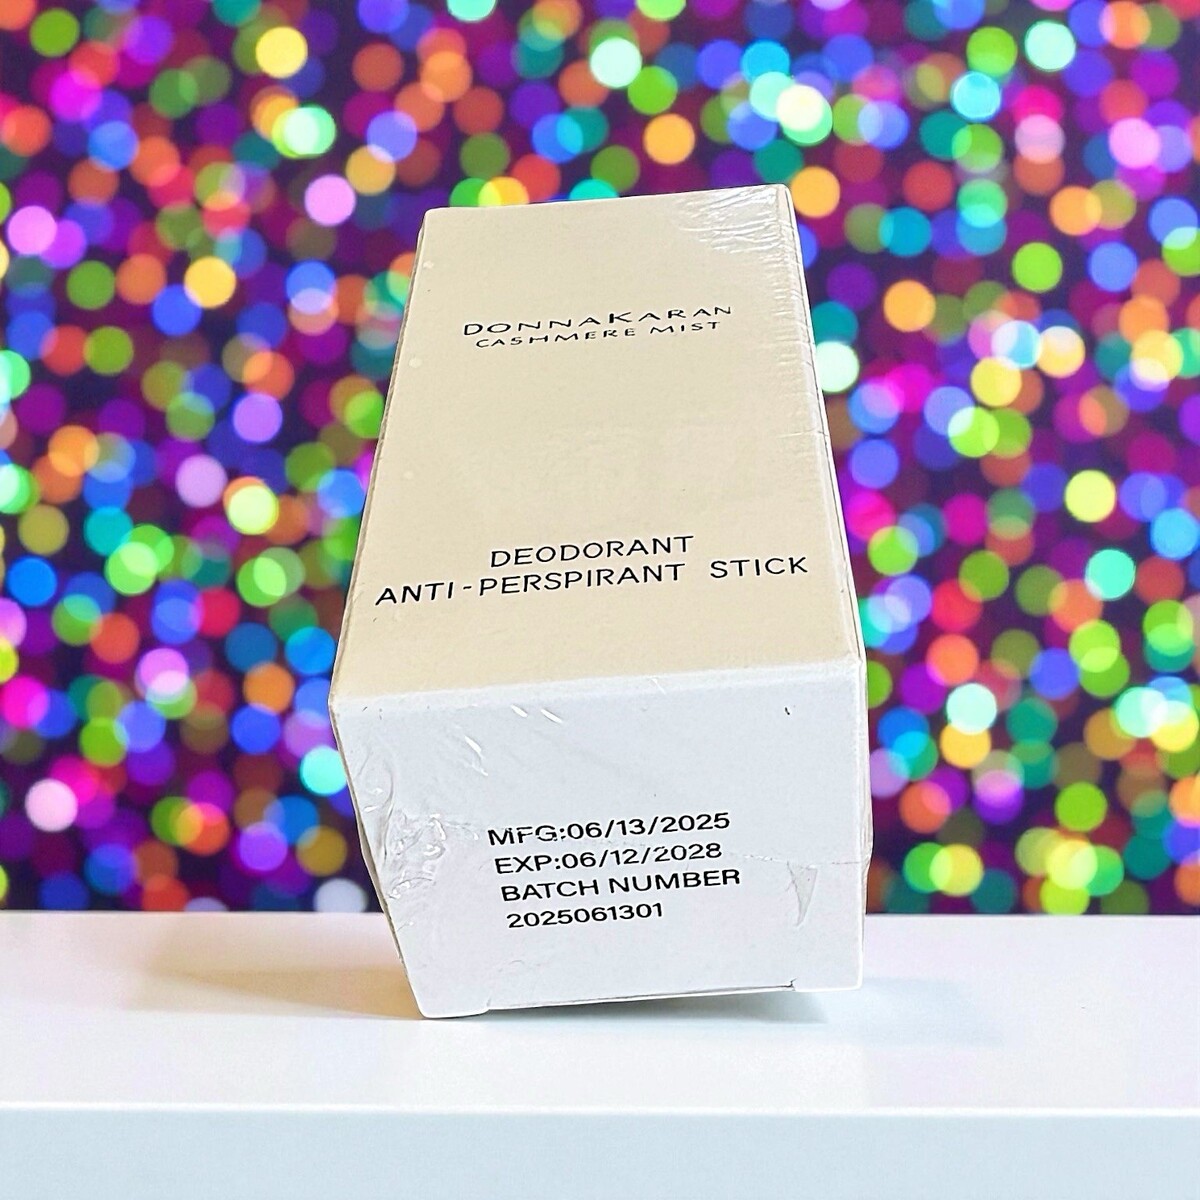 DONNAKARAN
CASHMERE MIST
DEODORANT
ANTI-PERSPIRANT STICK
MFG:06/13/2025
EXP:06/12/2028
BATCH NUMBER
2025061301